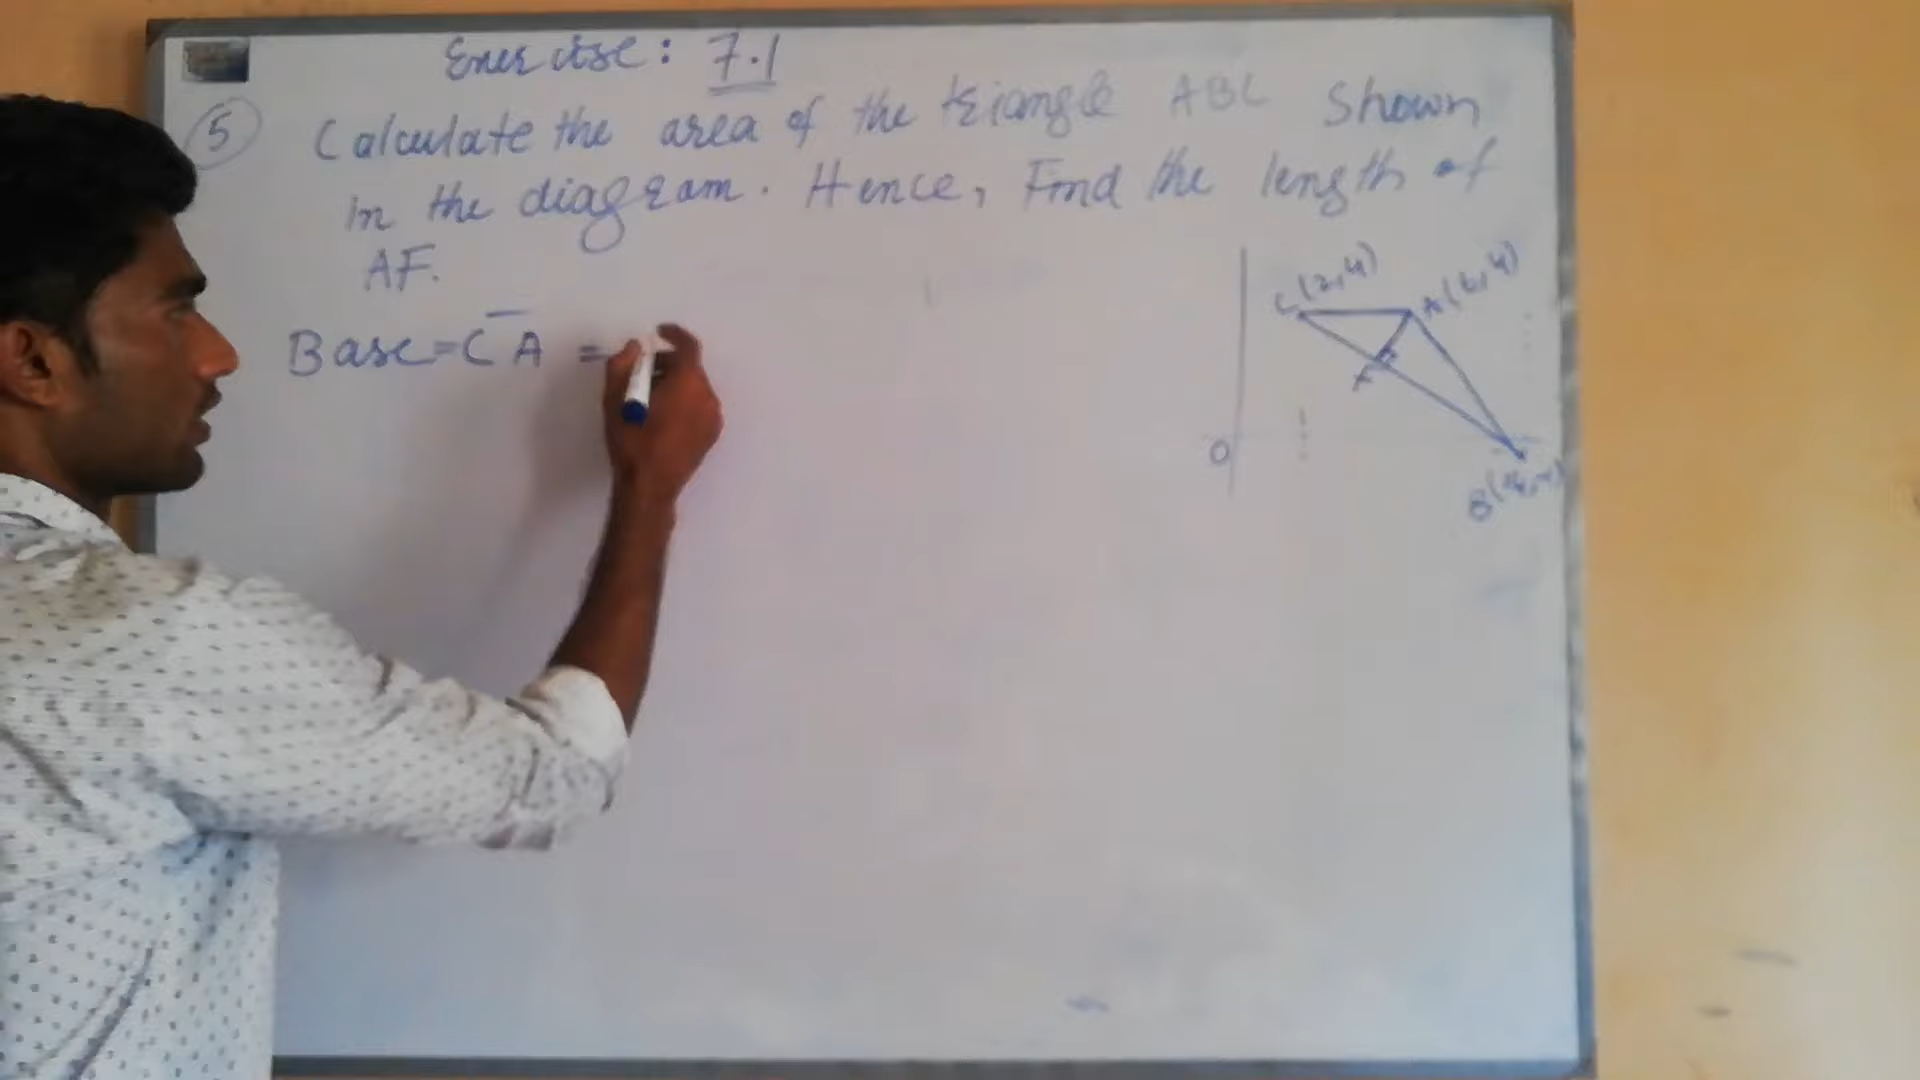 Exercise: 7.1
5 Calculate the area of the triangle ABC Shown
in the diagram. Hence, Find the length of
AF.
Base = CA =
C(2,4)
A(6,4)
F
O
B